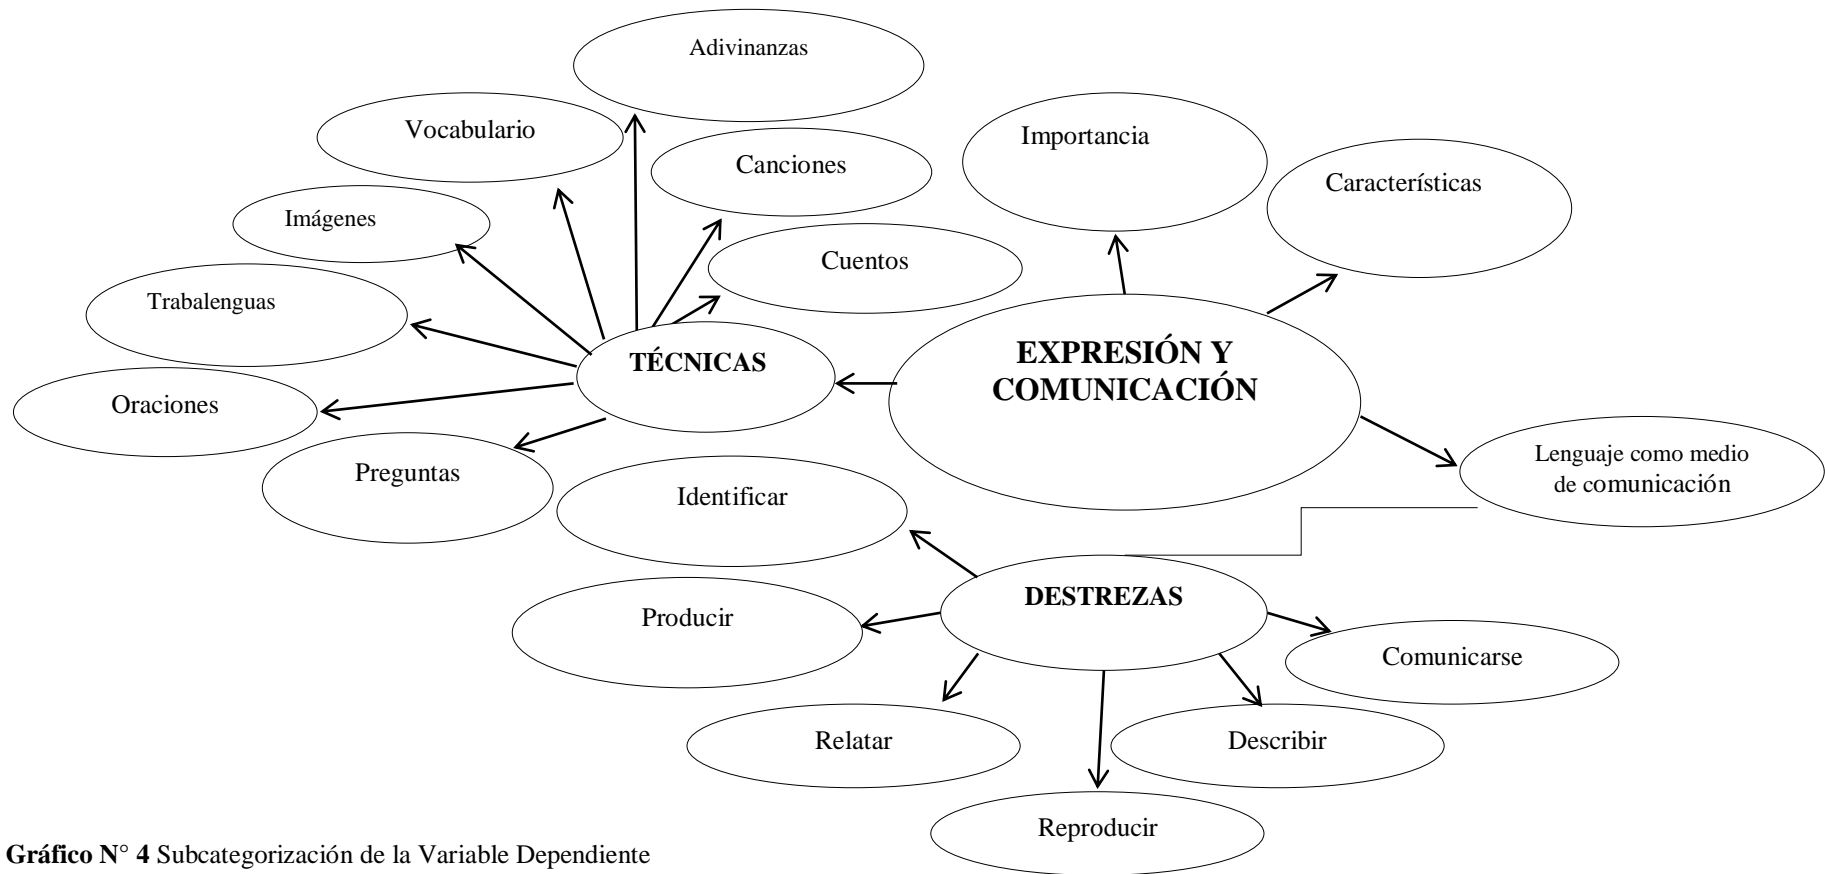 Adivinanzas
Vocabulario
Importancia
Canciones
Características
Imágenes
Cuentos
Trabalenguas
TÉCNICAS
EXPRESIÓN Y
COMUNICACIÓN
Oraciones
Preguntas
Lenguaje como medio
de comunicación
Identificar
DESTREZAS
Producir
Comunicarse
Relatar
Describir
Reproducir
Gráfico N° 4 Subcategorización de la Variable Dependiente